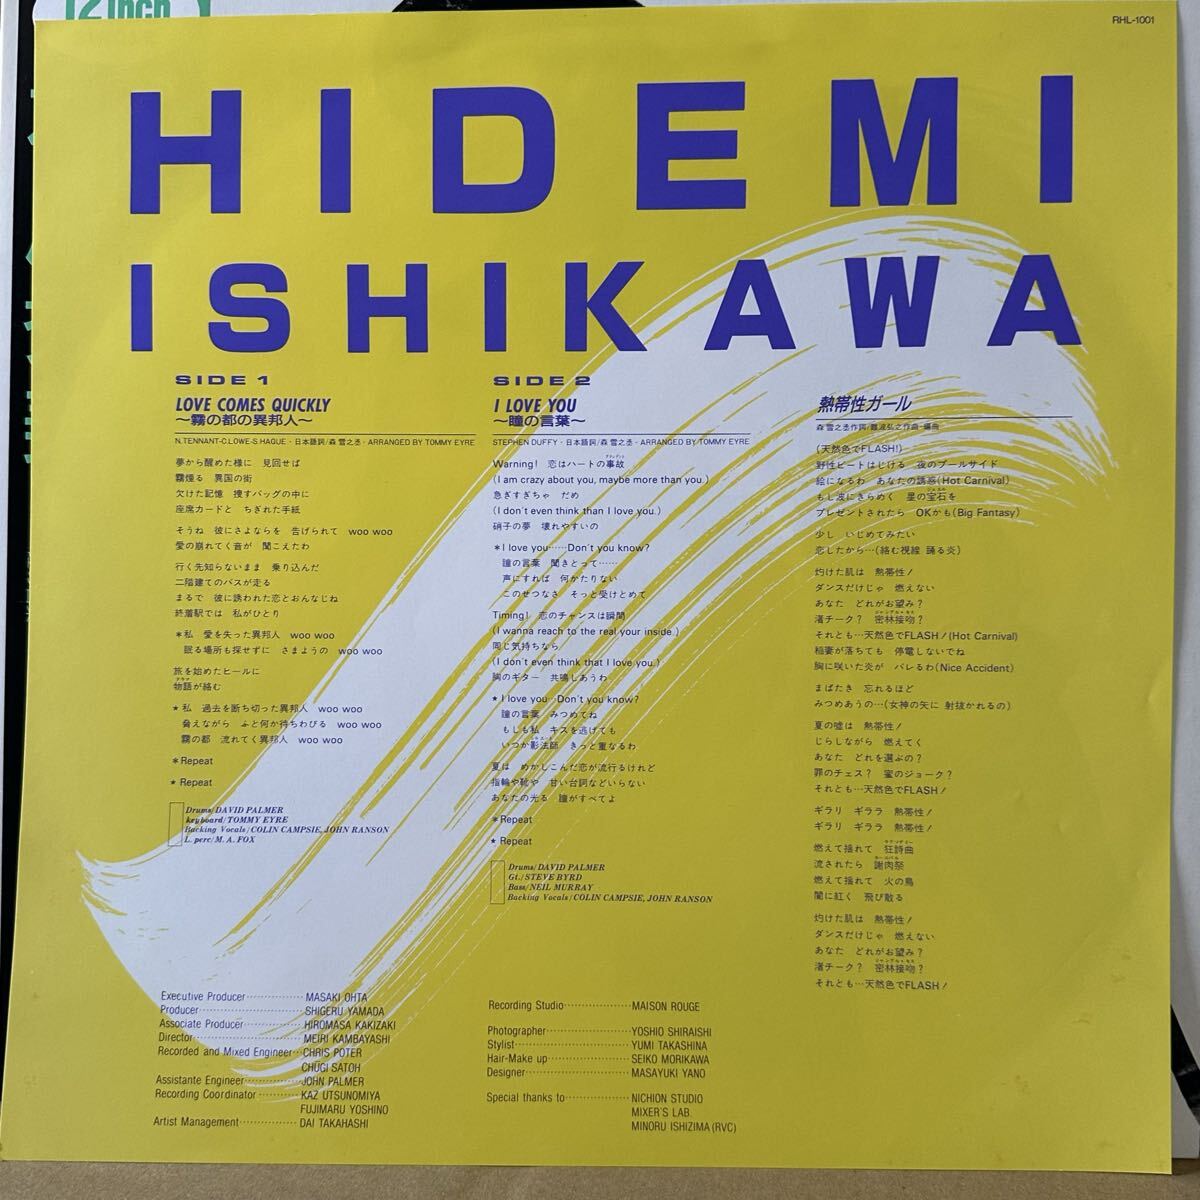 12 inch
RHL-1001
HIDEMI
ISHIKAWA
SIDE 1
LOVE COMES QUICKLY
〜霧の都の異邦人〜
N.TENNANT-C.LOWE-S.HAGUE・日本語詞/森 雪之丞・ARRANGED BY TOMMY EYRE
夢から醒めた様に 見回せば
霧煙る 異国の街
欠けた記憶 捜すバッグの中に
座席カードと ちぎれた手紙
そうね 彼にさよならを 告げられて woo woo
愛の崩れてく音が 聞こえたわ
行く先知らないまま 乗り込んだ
二階建てのバスが走る
まるで 彼に誘われた恋とおんなじね
終着駅では 私がひとり
*私 愛を失った異邦人 woo woo
眠る場所も探せずに さまようの woo woo
旅を始めたヒールに
ドラマ
物語が絡む
★私 過去を断ち切った異邦人 woo woo
脅えながら ふと何か待ちわびる woo woo
霧の都 流れてく異邦人 woo woo
*Repeat
★Repeat
Drums/DAVID PALMER
keyboard/TOMMY EYRE
Backing Vocals/COLIN CAMPSIE, JOHN RANSON
L. perc/M. A. FOX
SIDE 2
I LOVE YOU
〜瞳の言葉〜
STEPHEN DUFFY・日本語詞/森 雪之丞・ARRANGED BY TOMMY EYRE
Warning! 恋はハートの事故
(I am crazy about you, maybe more than you.)
急ぎすぎちゃ だめ
(I don't even think than I love you.)
硝子の夢 壊れやすいの
*I love you……Don't you know?
瞳の言葉 聞きとって……
声にすれば 何かたりない
このせつなさ そっと受けとめて
Timing! 恋のチャンスは瞬間
(I wanna reach to the real your inside.)
同じ気持ちなら
(I don't even think that I love you.)
胸のギター 共鳴しあうわ
★I love you…Don't you know?
瞳の言葉 みつめてね
もしも私 キスを逃げても
シルエット
いつか影法師 きっと重なるわ
夏は めかしこんだ恋が流行るけれど
指輪や靴や 甘い台詞などいらない
あなたの光る 瞳がすべてよ
*Repeat
★Repeat
Drums/DAVID PALMER
Gt./STEVE BYRD
Bass/NEIL MURRAY
Backing Vocals/COLIN CAMPSIE, JOHN RANSON
熱帯性ガール
森 雪之丞作詞/難波弘之作曲・編曲
(天然色でFLASH!)
野性ビートはじける 夜のプールサイド
絵になるわ あなたの誘惑(Hot Carnival)
もし波にきらめく 星の宝石を
プレゼントされたら OKかも(Big Fantasy)
少し いじめてみたい
恋したから…(絡む視線 踊る炎)
灼けた肌は 熱帯性!
ダンスだけじゃ 燃えない
あなた どれがお望み?
渚チーク? 密林接吻?
それとも…天然色でFLASH!(Hot Carnival)
稲妻が落ちても 停電しないでね
胸に咲いた炎が バレるわ(Nice Accident)
まばたき 忘れるほど
みつめあうの…(女神の矢に 射抜かれるの)
夏の嘘は 熱帯性!
じらしながら 燃えてく
あなた どれを選ぶの?
罪のチェス? 蜜のジョーク?
それとも…天然色でFLASH!
ギラリ ギララ 熱帯性!
ギラリ ギララ 熱帯性!
燃えて揺れて 狂詩曲
流されたら 謝肉祭
燃えて揺れて 火の鳥
闇に紅く 飛び散る
灼けた肌は 熱帯性!
ダンスだけじゃ 燃えない
あなた どれがお望み?
渚チーク? 密林接吻?
それとも…天然色でFLASH!
Executive Producer……………MASAKI OHTA
Producer……………SHIGERU YAMADA
Associate Producer……………HIROMASA KAKIZAKI
Director……………MEIRI KAMBAYASHI
Recorded and Mixed Engineer…CHRIS POTER
CHUGI SATOH
Assistante Engineer……………JOHN PALMER
Recording Coordinator…………KAZ UTSUNOMIYA
FUJIMARU YOSHINO
Artist Management……………DAI TAKAHASHI
Recording Studio……………MAISON ROUGE
Photographer……………YOSHIO SHIRAISHI
Stylist……………YUMI TAKASHINA
Hair-Make up……………SEIKO MORIKAWA
Designer……………MASAYUKI YANO
Special thanks to……………NICHION STUDIO
MIXER'S LAB.
MINORU ISHIZIMA (RVC)